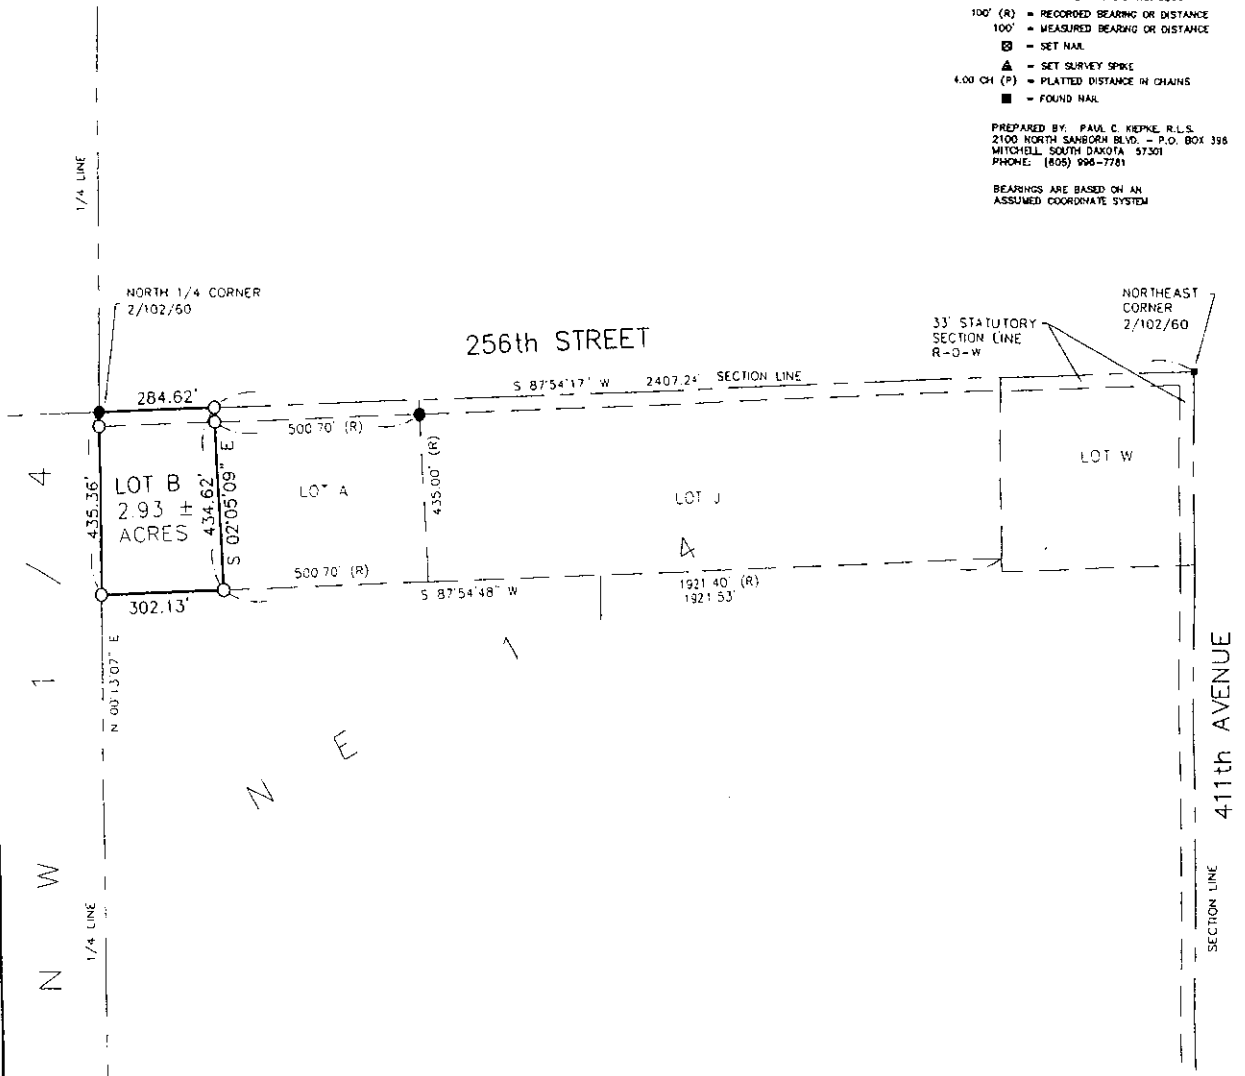 100' (R) = RECORDED BEARING OR DISTANCE
100' = MEASURED BEARING OR DISTANCE
= SET NAIL
= SET SURVEY SPIKE
4.00 CH (P) = PLATTED DISTANCE IN CHAINS
= FOUND NAIL
PREPARED BY: PAUL C. KIEPKE, R.L.S.
2100 NORTH SANBORN BLVD. - P.O. BOX 398
MITCHELL, SOUTH DAKOTA 57301
PHONE: (605) 996-7781
BEARINGS ARE BASED ON AN
ASSUMED COORDINATE SYSTEM
1/4 LINE
NORTH 1/4 CORNER
2/102/60
256th STREET
33' STATUTORY
SECTION LINE
R-O-W
NORTHEAST
CORNER
2/102/60
284.62'
S 87°54'17" W 2407.24' SECTION LINE
500.70' (R)
435.36'
LOT B
2.93 ±
ACRES
434.62'
S 02°05'09" E
LOT A
435.00' (R)
LOT J
LOT W
500.70' (R)
S 87°54'48" W
1921.40' (R)
1921.53'
302.13'
N 00°13'07" E
N W 1 / 4
N E 1 4
411th AVENUE
1/4 LINE
SECTION LINE